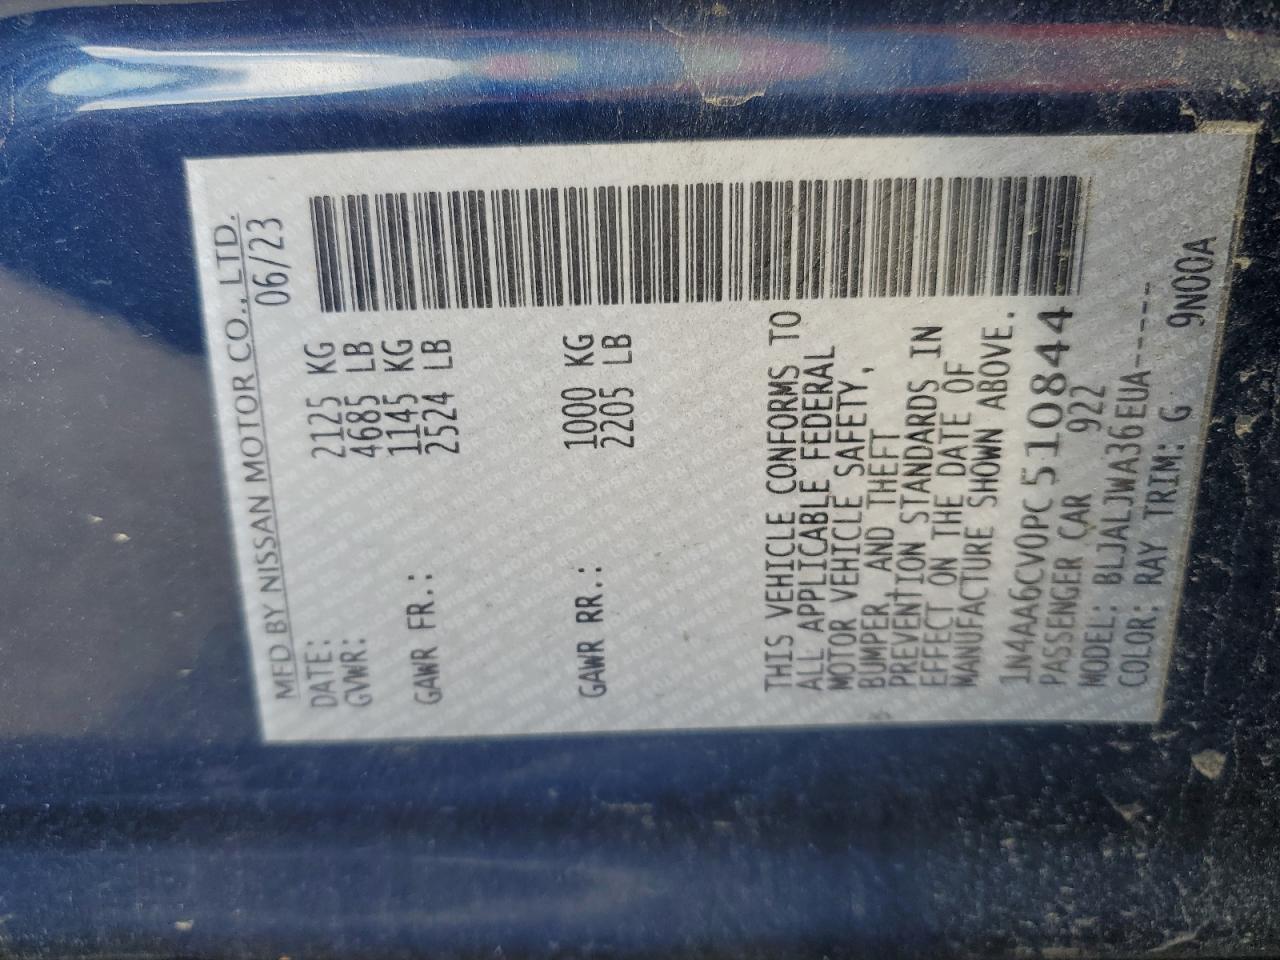 MFD BY NISSAN MOTOR CO., LTD.
DATE: 06/23
GVWR: 2125 KG
4685 LB
GAWR FR.: 1145 KG
2524 LB
GAWR RR.: 1000 KG
2205 LB
THIS VEHICLE CONFORMS TO
ALL APPLICABLE FEDERAL
MOTOR VEHICLE SAFETY,
BUMPER, AND THEFT
PREVENTION STANDARDS IN
EFFECT ON THE DATE OF
MANUFACTURE SHOWN ABOVE.
1N4AA6CV0PC510844
PASSENGER CAR 922
MODEL: BLJALJWA36EUA-----
COLOR: RAY TRIM: G
9N00A